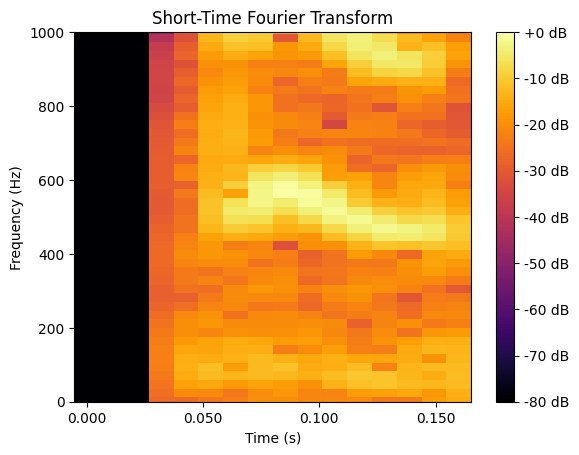 Short-Time Fourier Transform
1000
800
600
400
200
0
Frequency (Hz)
0.000
0.050
0.100
0.150
Time (s)
+0 dB
-10 dB
-20 dB
-30 dB
-40 dB
-50 dB
-60 dB
-70 dB
-80 dB